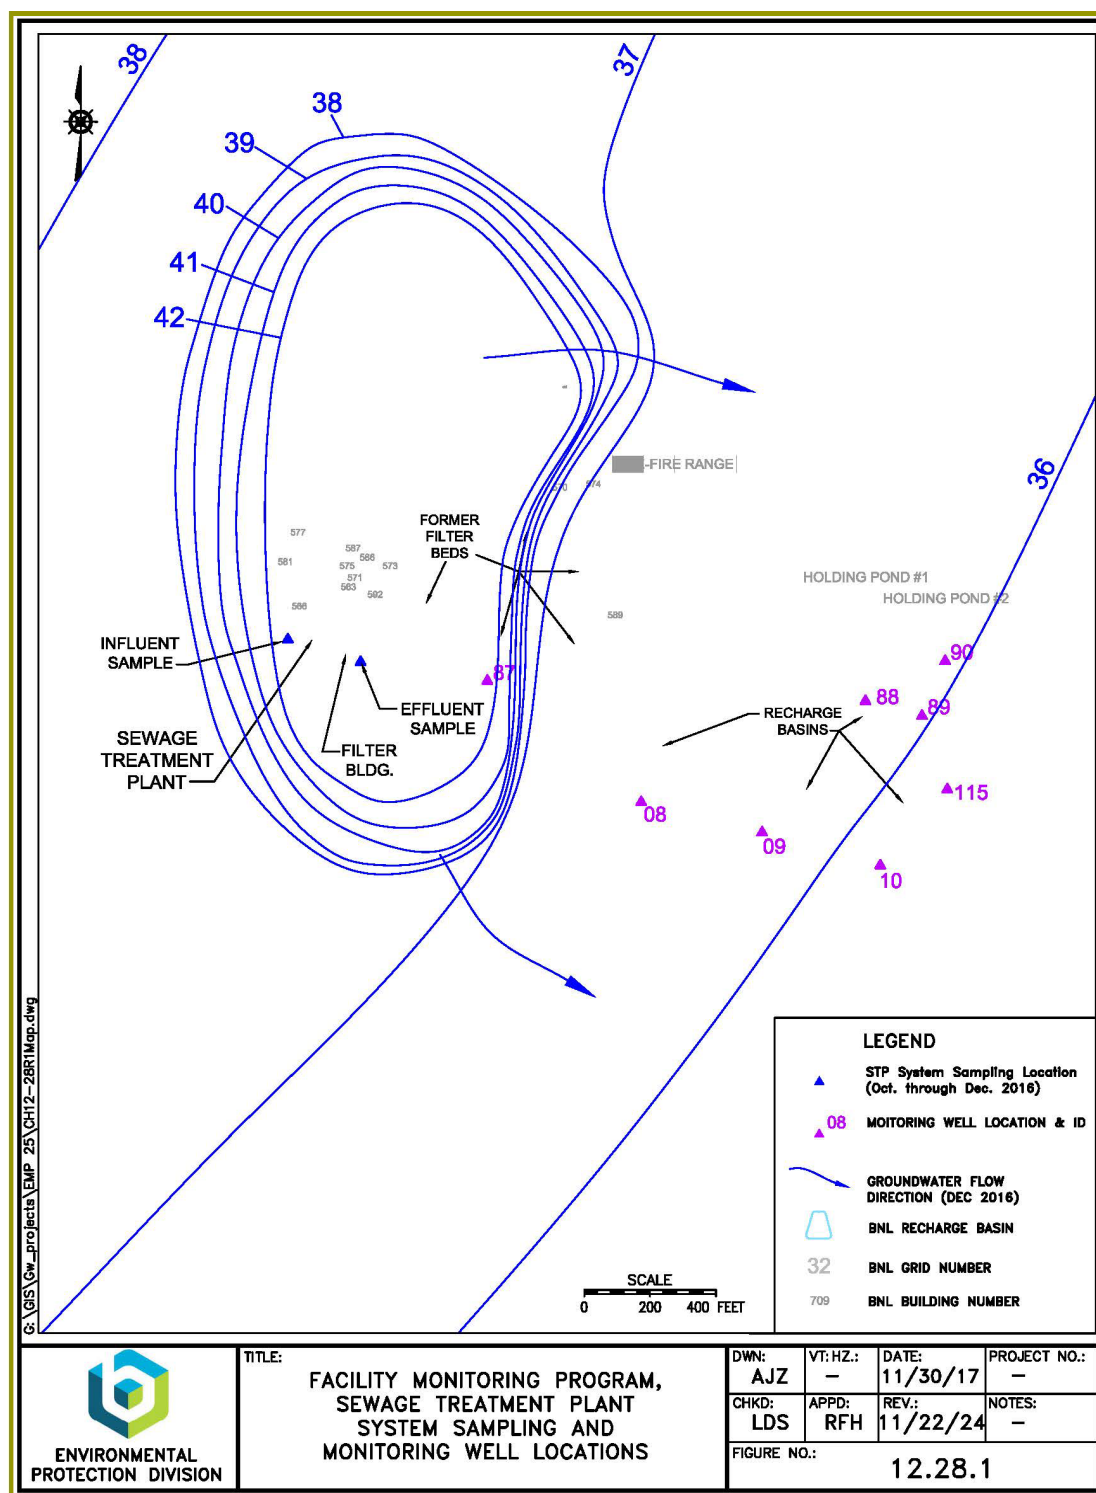 38
37
38
39
40
41
42
36
-FIRE RANGE
574
FORMER
FILTER
BEDS
577
587
586
581
575
573
571
563
592
566
589
HOLDING POND #1
HOLDING POND #2
INFLUENT
SAMPLE
87
90
88
89
EFFLUENT
SAMPLE
RECHARGE
BASINS
SEWAGE
TREATMENT
PLANT
FILTER
BLDG.
08
09
115
10
G:\GIS\Gw_projects\EMP 25\CH12-28R1Map.dwg
LEGEND
STP System Sampling Location
(Oct. through Dec. 2016)
08 MOITORING WELL LOCATION & ID
GROUNDWATER FLOW
DIRECTION (DEC 2016)
BNL RECHARGE BASIN
32 BNL GRID NUMBER
709 BNL BUILDING NUMBER
SCALE
0 200 400 FEET
ENVIRONMENTAL
PROTECTION DIVISION
TITLE:
FACILITY MONITORING PROGRAM,
SEWAGE TREATMENT PLANT
SYSTEM SAMPLING AND
MONITORING WELL LOCATIONS
DWN: AJZ
VT: HZ.: –
DATE: 11/30/17
PROJECT NO.: –
CHKD: LDS
APPD: RFH
REV.: 11/22/24
NOTES: –
FIGURE NO.: 12.28.1